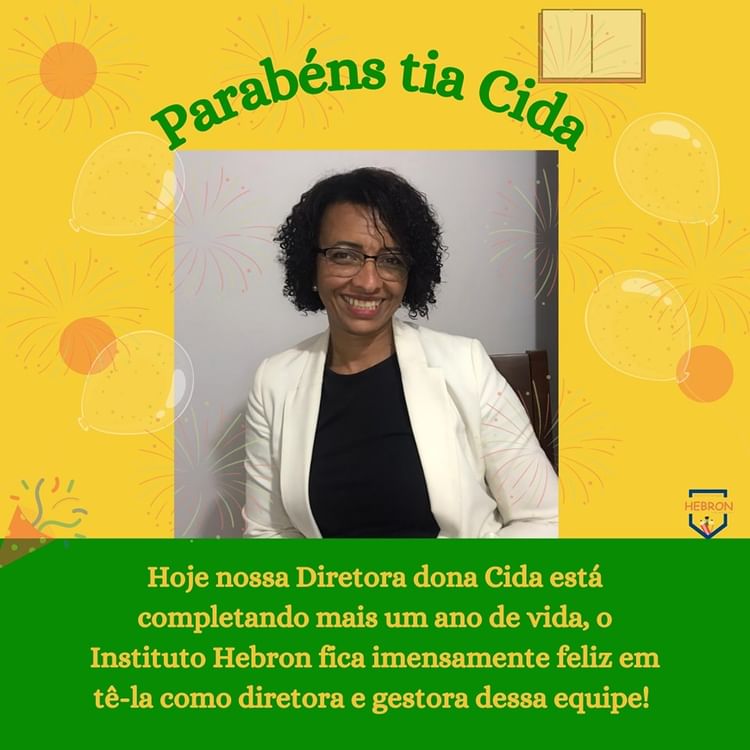 Parabéns tia Cida
HEBRON
Hoje nossa Diretora dona Cida está
completando mais um ano de vida, o
Instituto Hebron fica imensamente feliz em
tê-la como diretora e gestora dessa equipe!